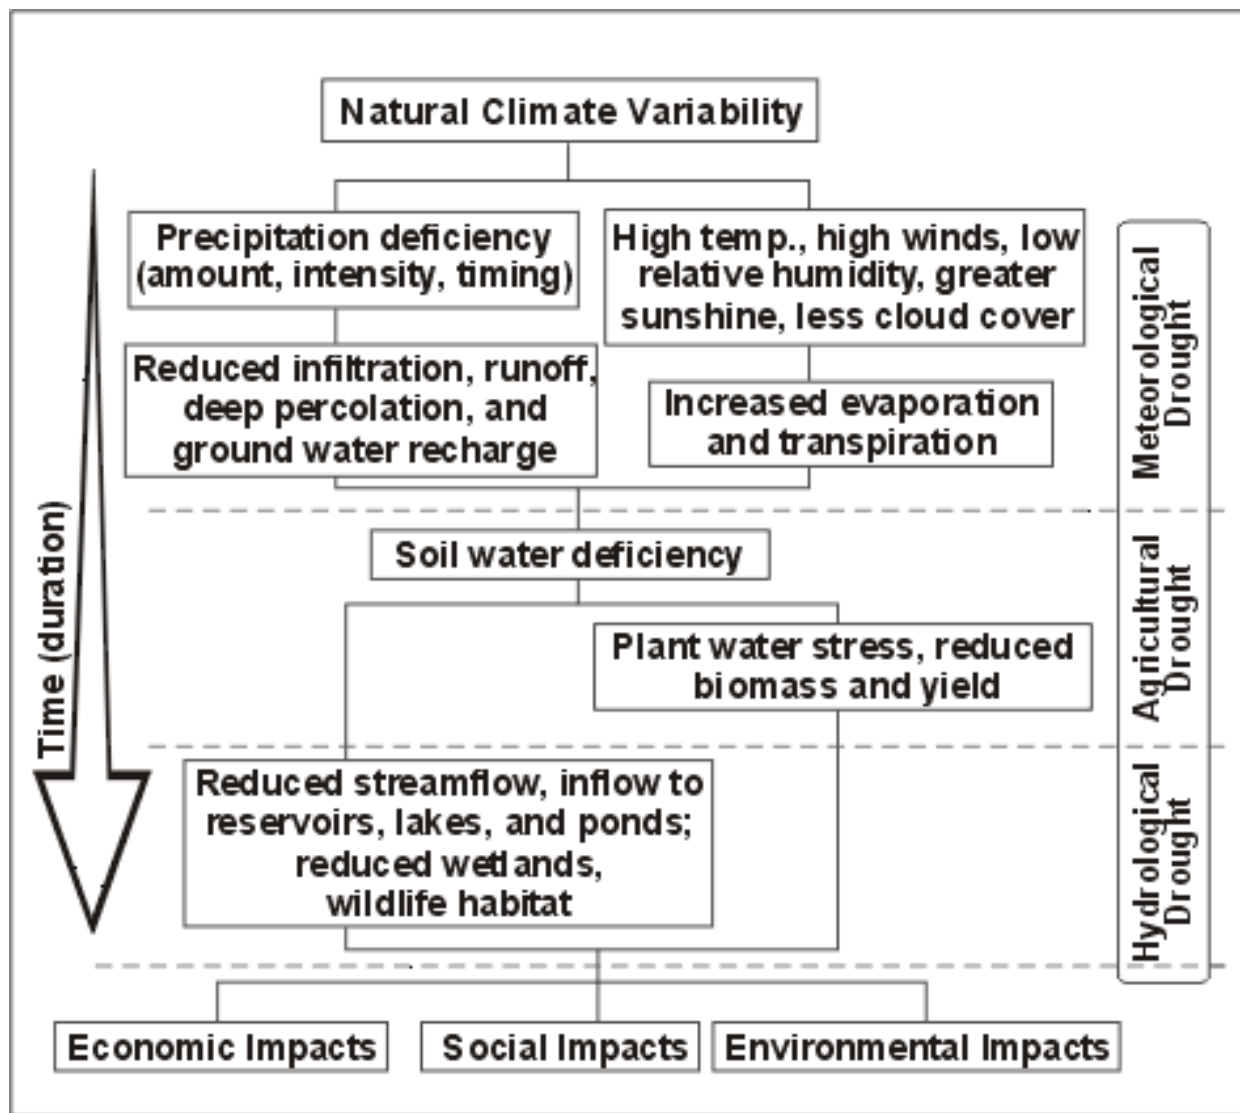 Natural Climate Variability
Precipitation deficiency
(amount, intensity, timing)
High temp., high winds, low
relative humidity, greater
sunshine, less cloud cover
Reduced infiltration, runoff,
deep percolation, and
ground water recharge
Increased evaporation
and transpiration
Meteorological
Drought
Time (duration)
Soil water deficiency
Plant water stress, reduced
biomass and yield
Agricultural
Drought
Reduced streamflow, inflow to
reservoirs, lakes, and ponds;
reduced wetlands,
wildlife habitat
Hydrological
Drought
Economic Impacts
Social Impacts
Environmental Impacts